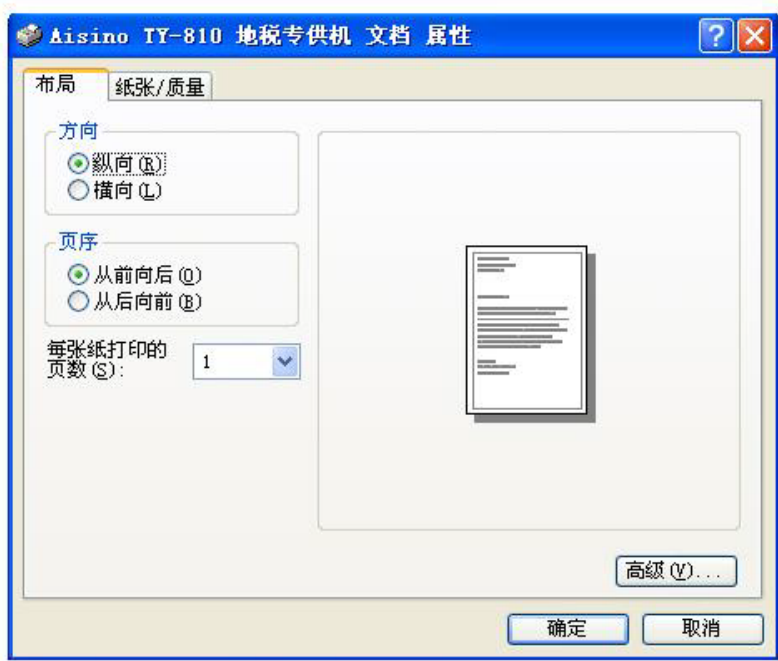 Aisino TY-810 地税专供机 文档 属性
布局
纸张/质量
方向
纵向(R)
横向(L)
页序
从前向后(O)
从后向前(B)
每张纸打印的
页数(S):
1
高级(V)...
确定
取消